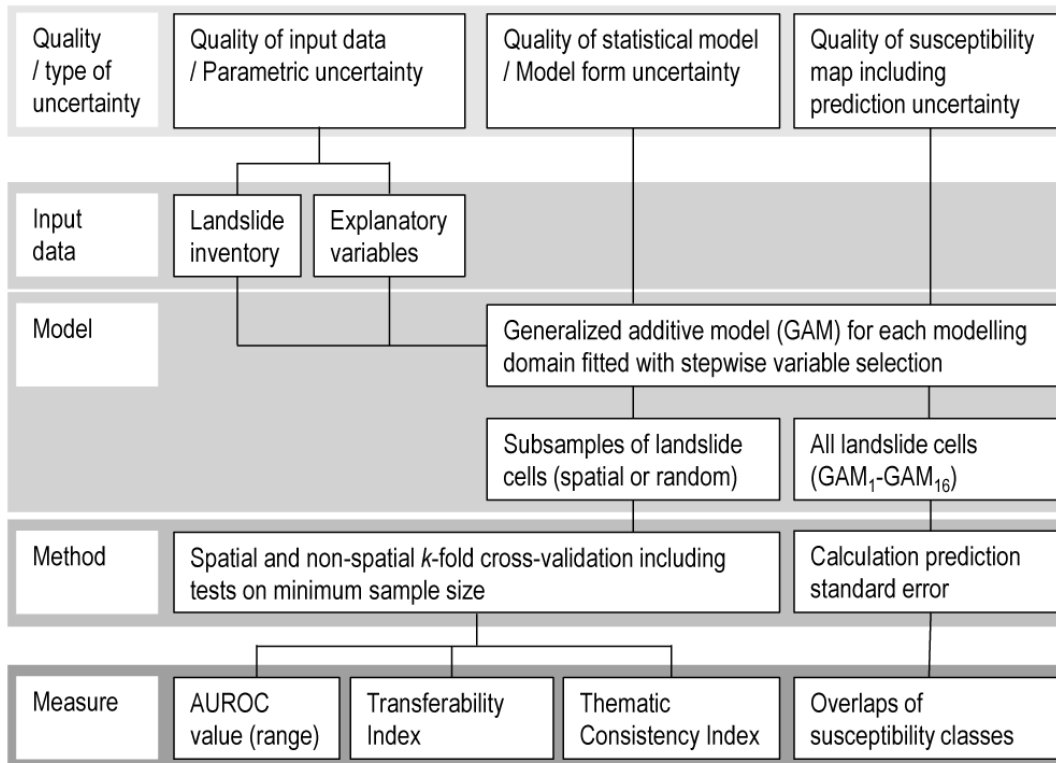 Quality
/ type of
uncertainty
Quality of input data
/ Parametric uncertainty
Quality of statistical model
/ Model form uncertainty
Quality of susceptibility
map including
prediction uncertainty
Input
data
Landslide
inventory
Explanatory
variables
Model
Generalized additive model (GAM) for each modelling
domain fitted with stepwise variable selection
Subsamples of landslide
cells (spatial or random)
All landslide cells
(GAM₁-GAM₁₆)
Method
Spatial and non-spatial k-fold cross-validation including
tests on minimum sample size
Calculation prediction
standard error
Measure
AUROC
value (range)
Transferability
Index
Thematic
Consistency Index
Overlaps of
susceptibility classes